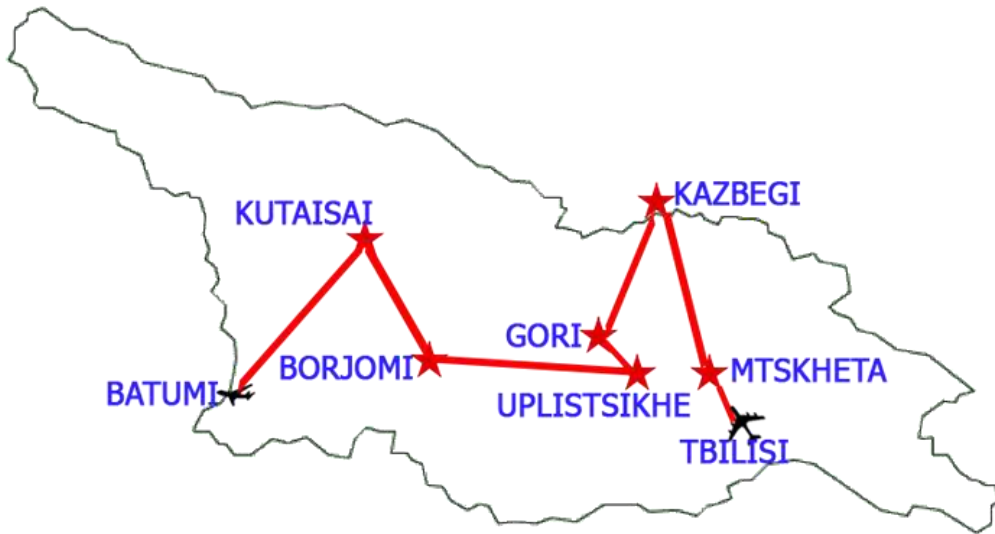 KAZBEGI
KUTAISAI
GORI
BORJOMI
MTSKHETA
BATUMI
UPLISTSIKHE
TBILISI